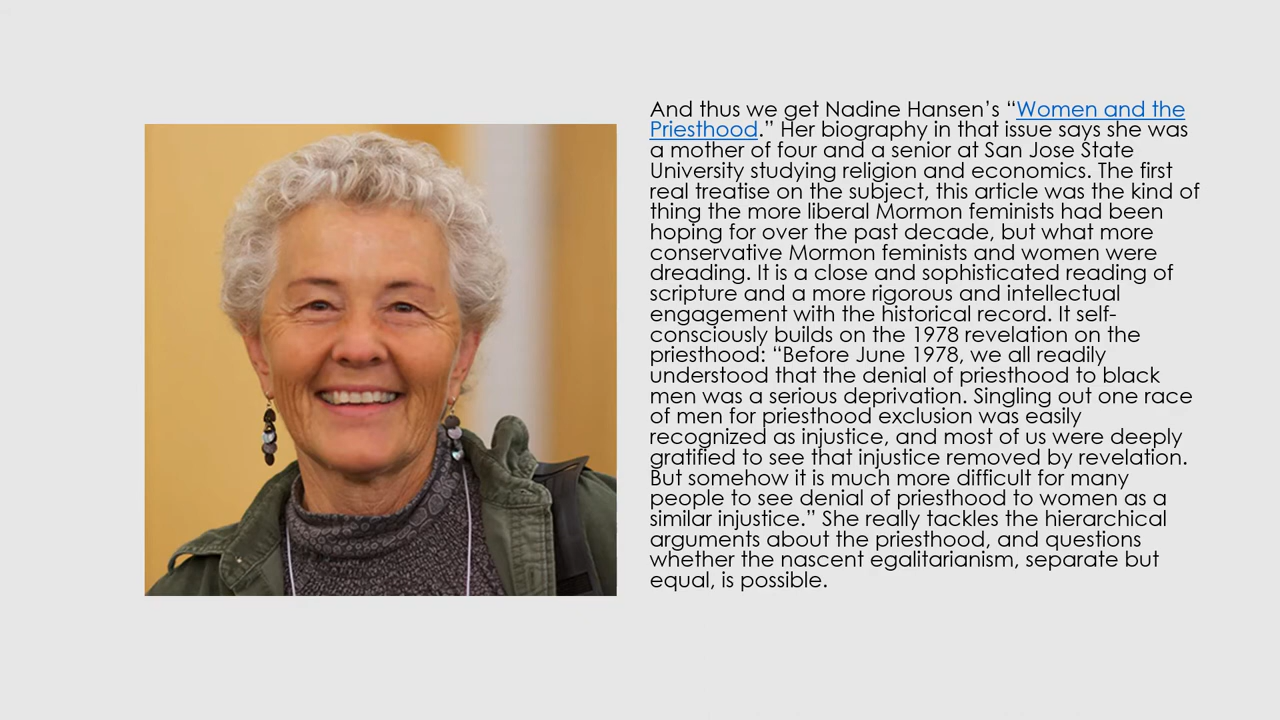 And thus we get Nadine Hansen’s “Women and the
Priesthood.” Her biography in that issue says she was
a mother of four and a senior at San Jose State
University studying religion and economics. The first
real treatise on the subject, this article was the kind of
thing the more liberal Mormon feminists had been
hoping for over the past decade, but what more
conservative Mormon feminists and women were
dreading. It is a close and sophisticated reading of
scripture and a more rigorous and intellectual
engagement with the historical record. It self-
consciously builds on the 1978 revelation on the
priesthood: “Before June 1978, we all readily
understood that the denial of priesthood to black
men was a serious deprivation. Singling out one race
of men for priesthood exclusion was easily
recognized as injustice, and most of us were deeply
gratified to see that injustice removed by revelation.
But somehow it is much more difficult for many
people to see denial of priesthood to women as a
similar injustice.” She really tackles the hierarchical
arguments about the priesthood, and questions
whether the nascent egalitarianism, separate but
equal, is possible.